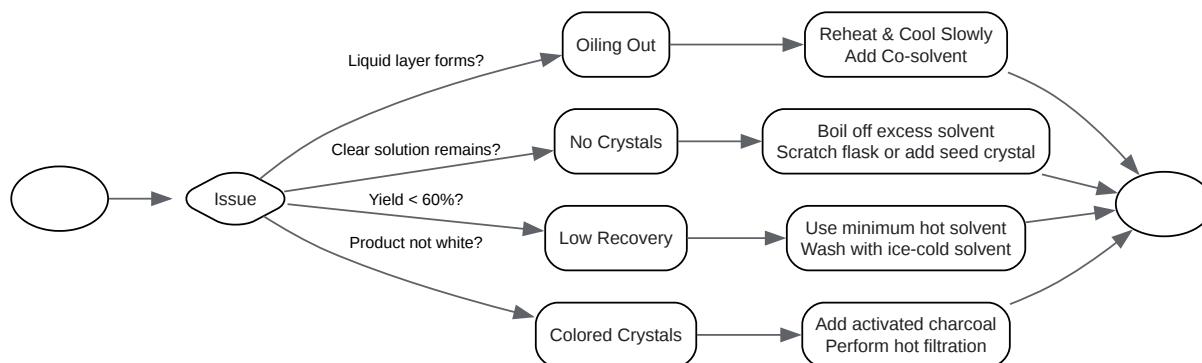 Liquid layer forms?
Oiling Out
Reheat & Cool Slowly
Add Co-solvent
Clear solution remains?
No Crystals
Boil off excess solvent
Scratch flask or add seed crystal
Issue
Yield < 60%?
Low Recovery
Use minimum hot solvent
Wash with ice-cold solvent
Product not white?
Colored Crystals
Add activated charcoal
Perform hot filtration